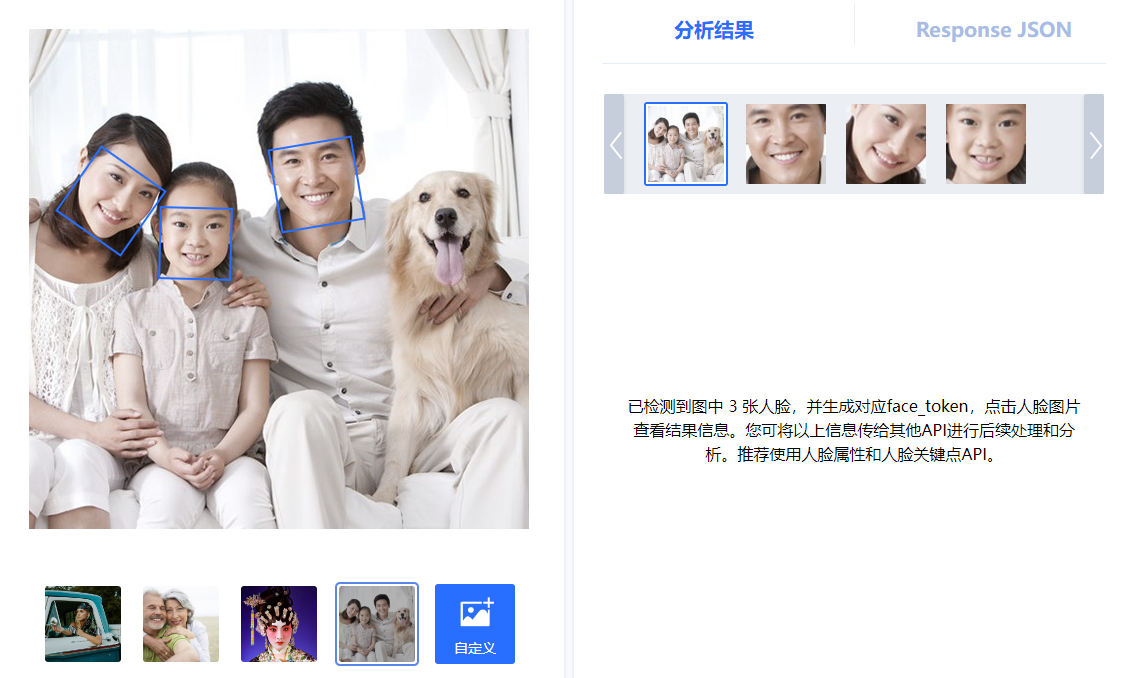 分析结果
Response JSON
已检测到图中 3 张人脸，并生成对应face_token，点击人脸图片
查看结果信息。您可将以上信息传给其他API进行后续处理和分
析。推荐使用人脸属性和人脸关键点API。
自定义